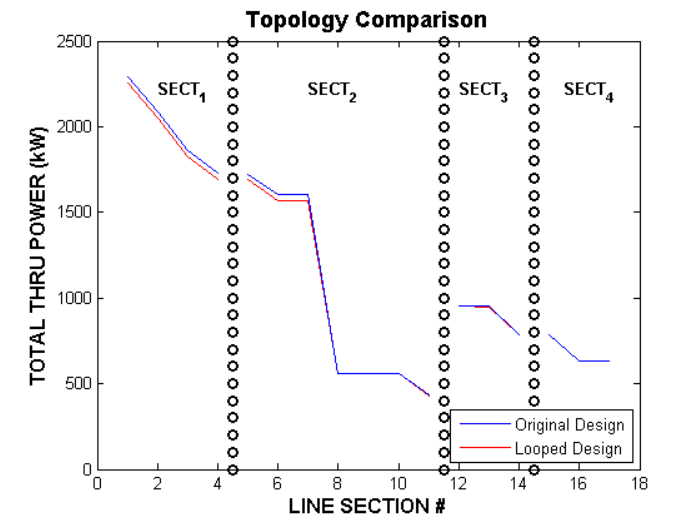 Topology Comparison
TOTAL THRU POWER (kW)
2500
2000
1500
1000
500
0
SECT1
SECT2
SECT3
SECT4
Original Design
Looped Design
0 2 4 6 8 10 12 14 16 18
LINE SECTION #